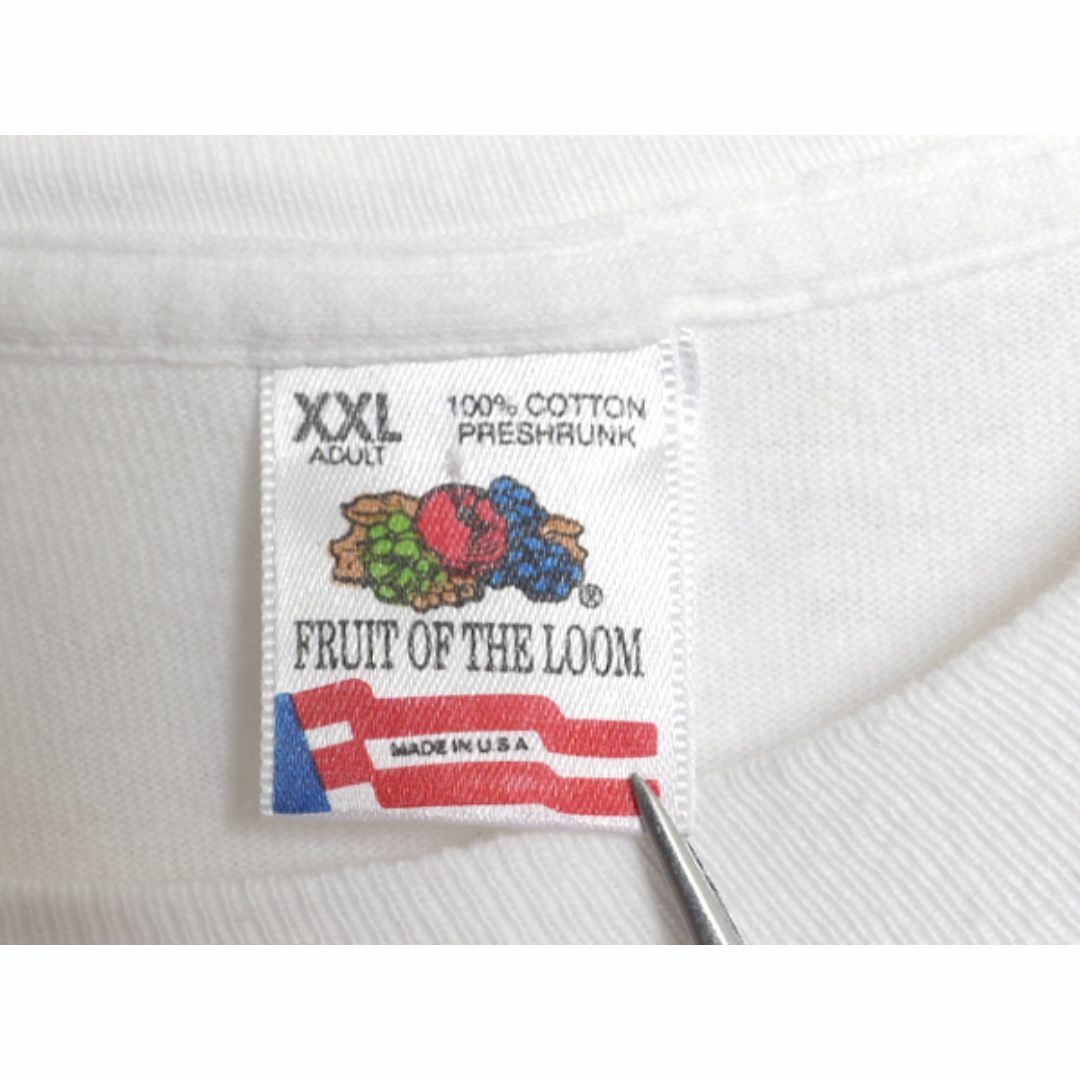 XXL
ADULT
100% COTTON
PRESHRUNK
®
FRUIT OF THE LOOM
MADE IN U.S.A